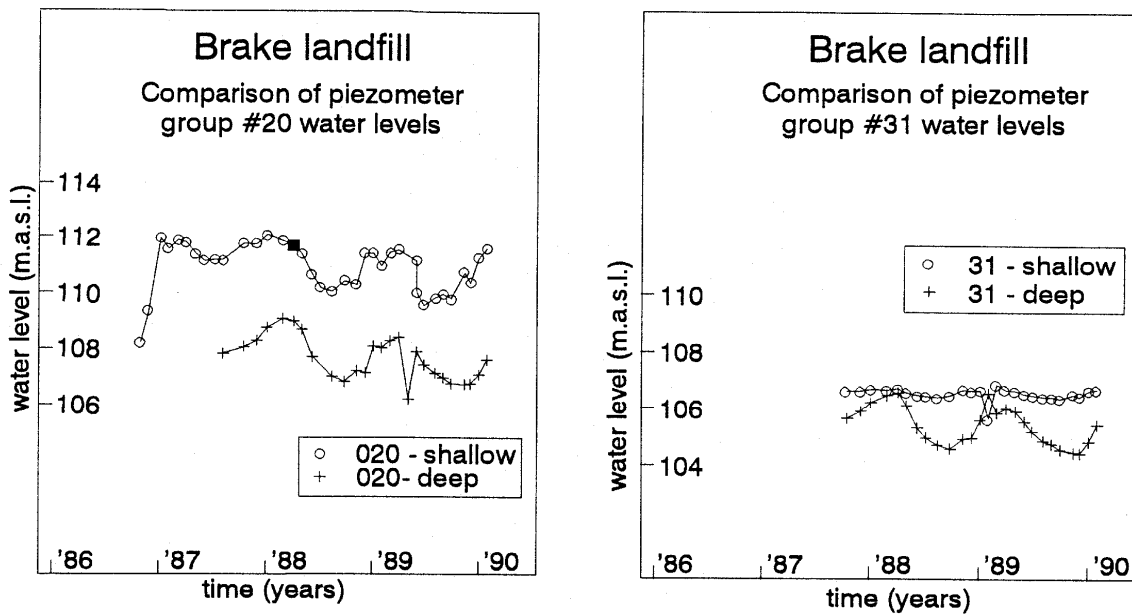 Brake landfill
Comparison of piezometer
group #20 water levels
water level (m.a.s.l.)
114
112
110
108
106
020 - shallow
020- deep
'86 '87 '88 '89 '90
time (years)
Brake landfill
Comparison of piezometer
group #31 water levels
water level (m.a.s.l.)
31 - shallow
31 - deep
110
108
106
104
'86 '87 '88 '89 '90
time (years)